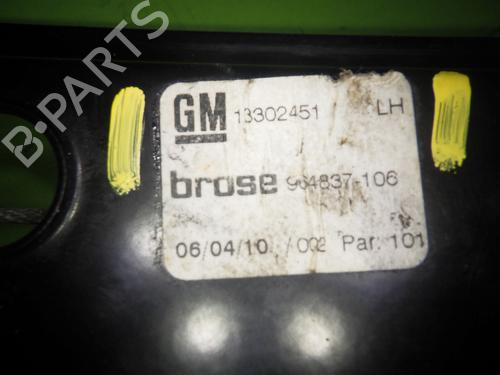 GM 13302451 LH
brose 964837-106
06/04/10 /002 Par: 101
B-PARTS